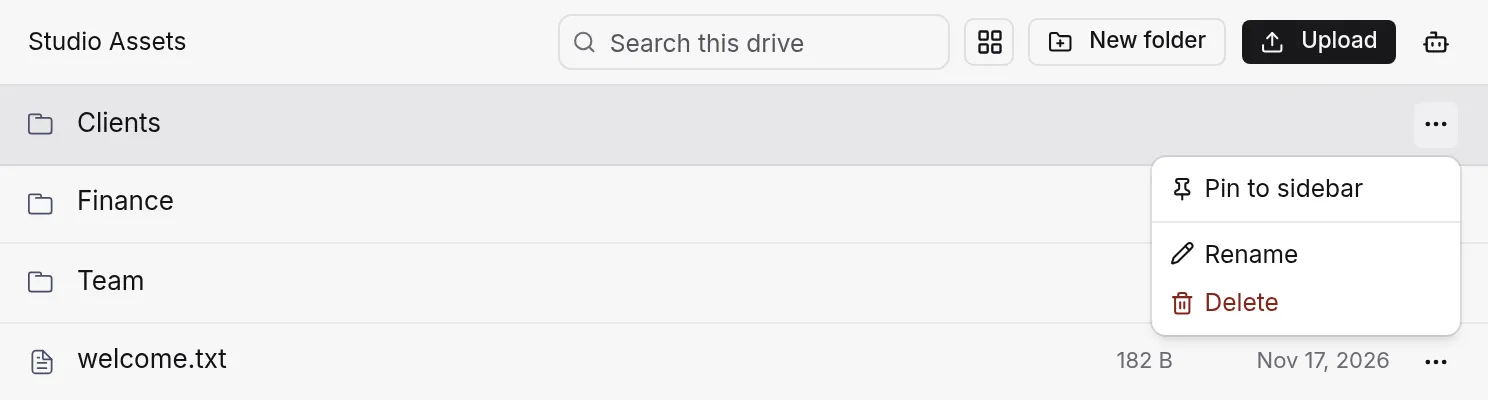 Studio Assets
Search this drive
New folder
Upload
Clients
Pin to sidebar
Finance
Rename
Team
Delete
welcome.txt
182 B
Nov 17, 2026